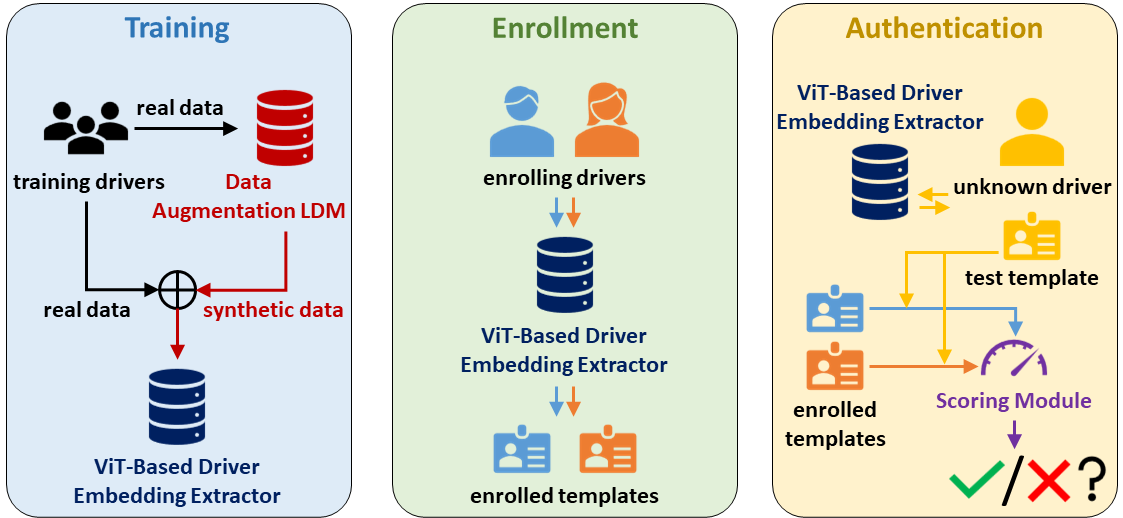 Training
real data
training drivers
Data
Augmentation LDM
real data
synthetic data
ViT-Based Driver
Embedding Extractor
Enrollment
enrolling drivers
ViT-Based Driver
Embedding Extractor
enrolled templates
Authentication
ViT-Based Driver
Embedding Extractor
unknown driver
test template
enrolled
templates
Scoring Module
/ ?